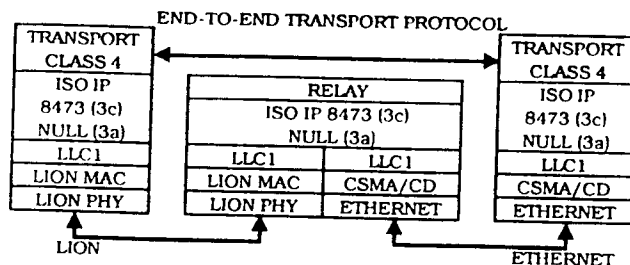 END-TO-END TRANSPORT PROTOCOL
TRANSPORT
CLASS 4
ISO IP
8473 (3c)
NULL (3a)
LLC1
LION MAC
LION PHY
RELAY
ISO IP 8473 (3c)
NULL (3a)
LLC1 LLC1
LION MAC CSMA/CD
LION PHY ETHERNET
TRANSPORT
CLASS 4
ISO IP
8473 (3c)
NULL (3a)
LLC1
CSMA/CD
ETHERNET
LION
ETHERNET